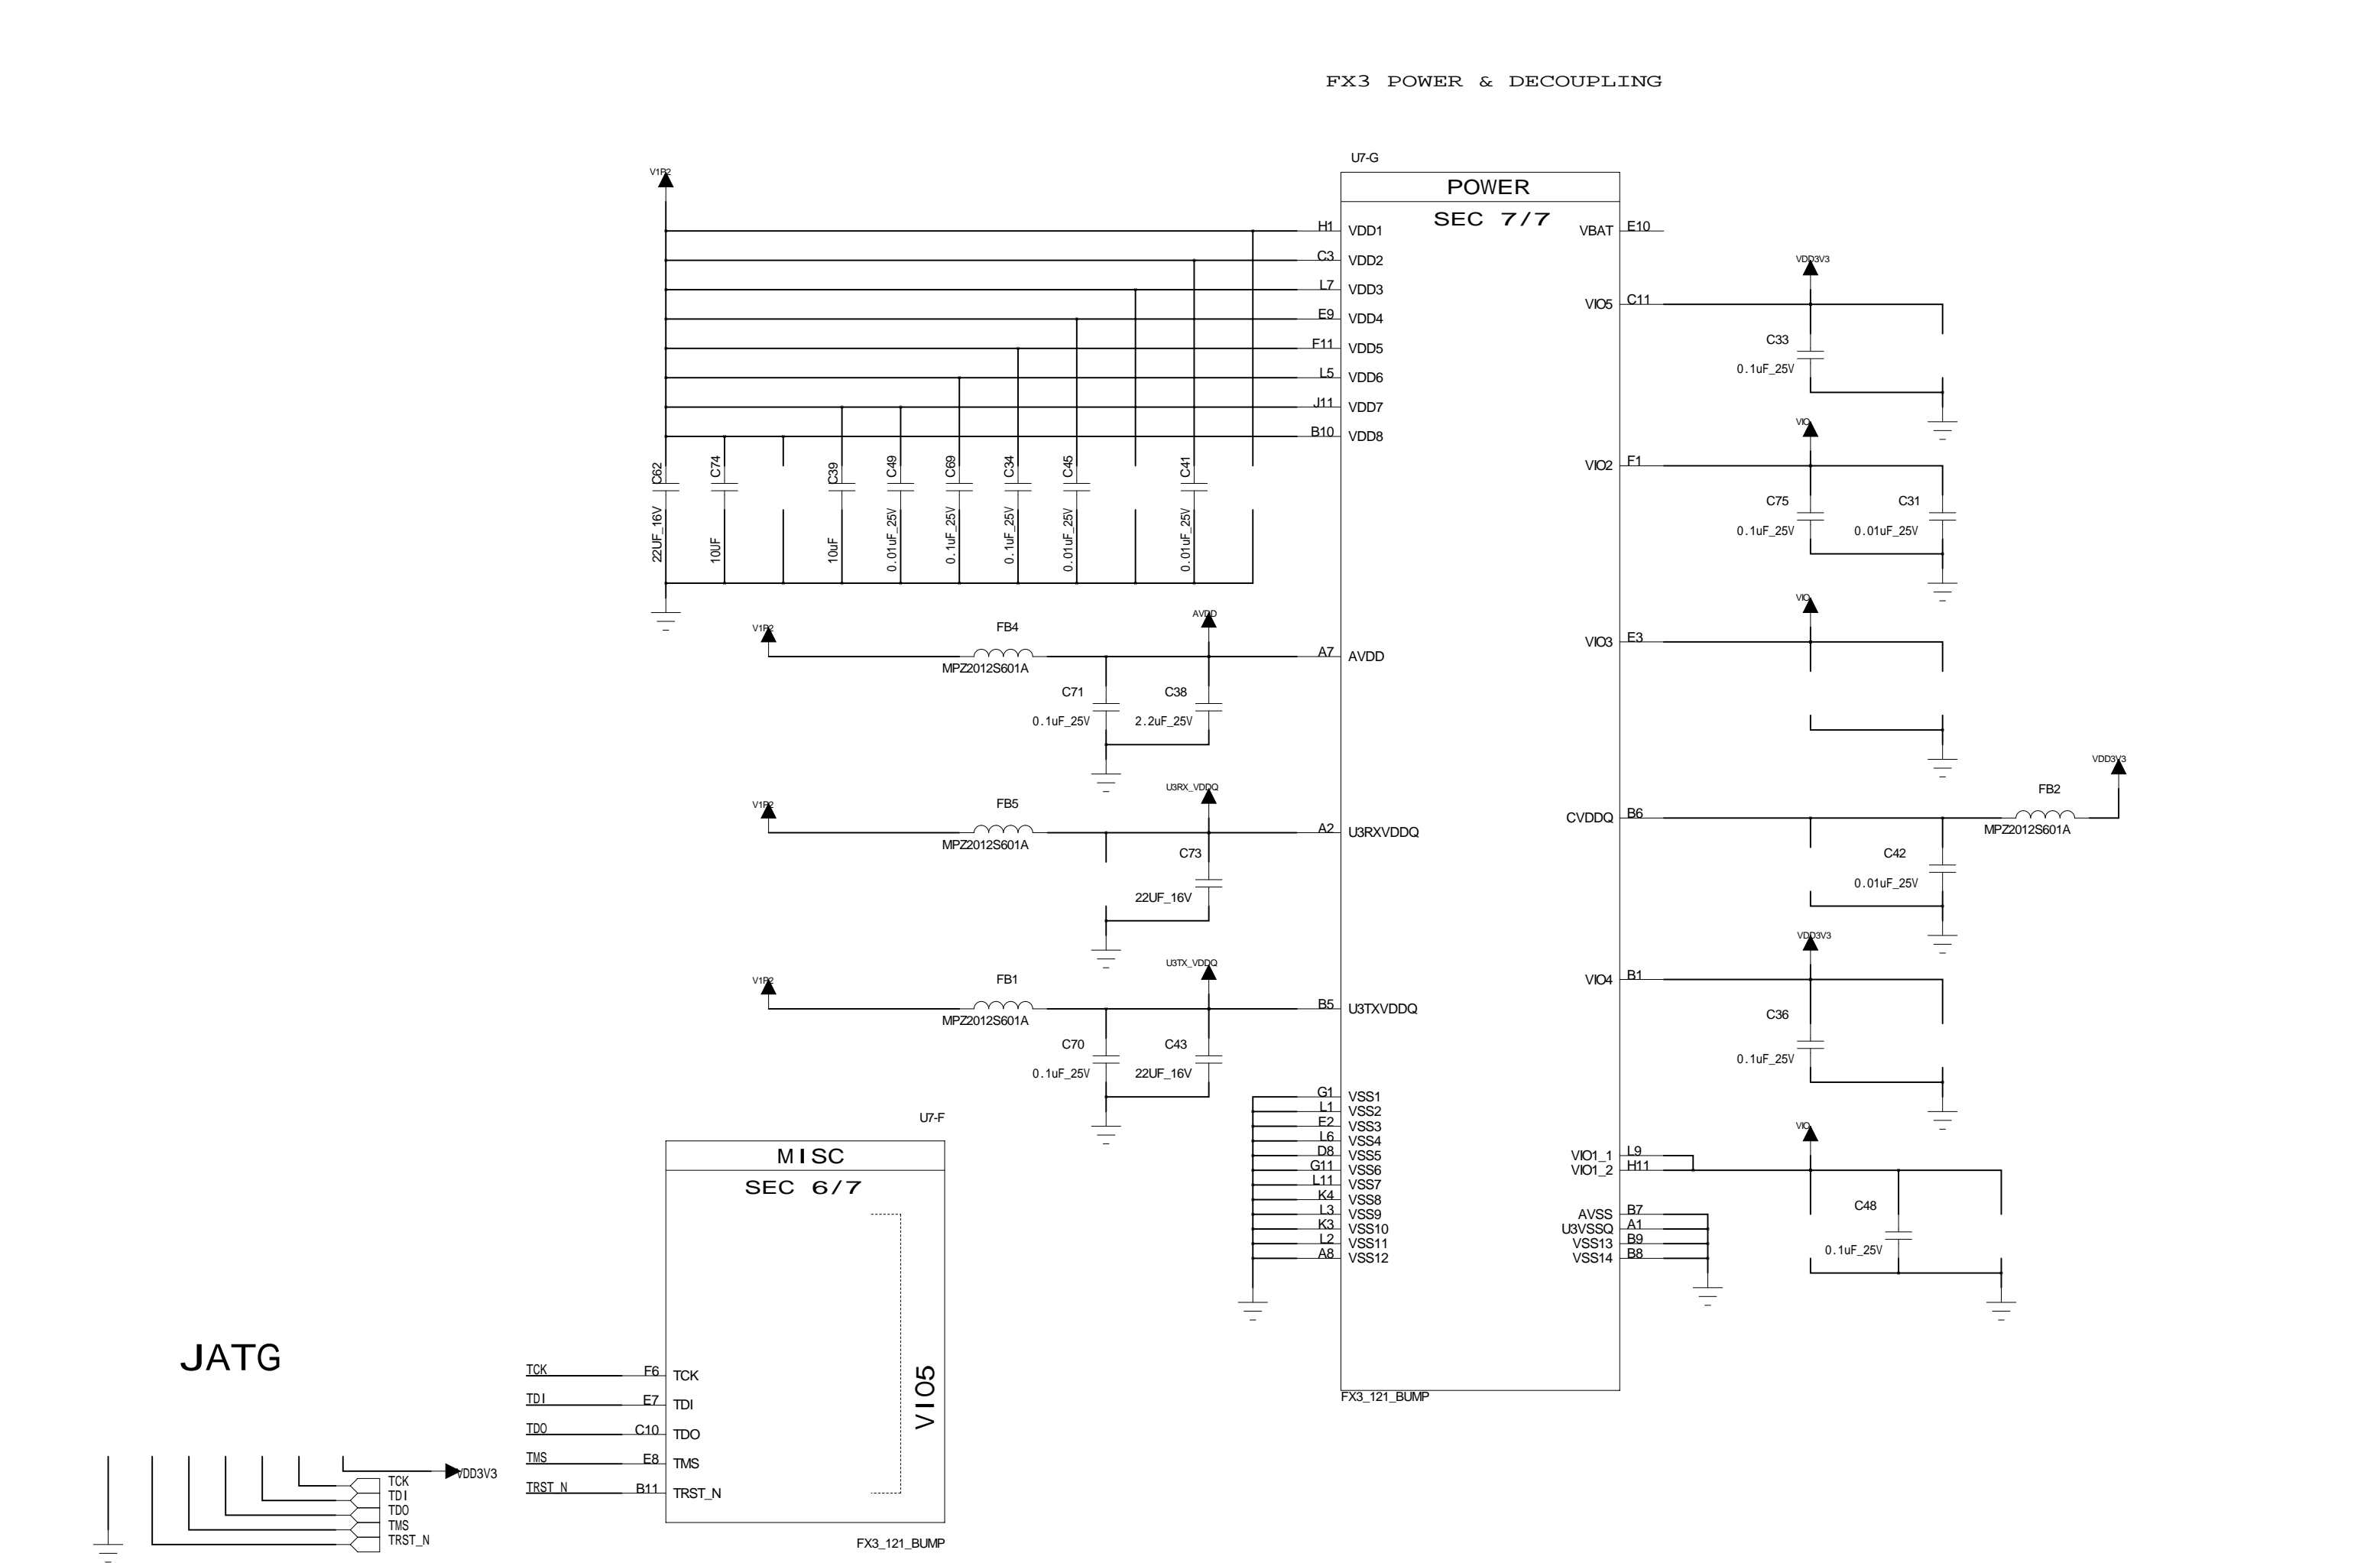 FX3 POWER & DECOUPLING
U7-G
POWER
SEC 7/7
V1P2
H1 VDD1
C3 VDD2
L7 VDD3
E9 VDD4
F11 VDD5
L5 VDD6
J11 VDD7
B10 VDD8
VBAT E10
VDD3V3
VIO5 C11
C33
0.1uF_25V
VIO
VIO2 F1
C75
0.1uF_25V
C31
0.01uF_25V
C62
22UF_16V
C74
10UF
C39
10uF
C49
0.01uF_25V
C69
0.1uF_25V
C34
0.1uF_25V
C45
0.01uF_25V
C41
0.01uF_25V
VIO
VIO3 E3
V1P2
FB4
MPZ2012S601A
AVDD
A7 AVDD
C71
0.1uF_25V
C38
2.2uF_25V
V1P2
FB5
MPZ2012S601A
U3RX_VDDQ
A2 U3RXVDDQ
C73
22UF_16V
CVDDQ B6
VDD3V3
FB2
MPZ2012S601A
C42
0.01uF_25V
V1P2
FB1
MPZ2012S601A
U3TX_VDDQ
B5 U3TXVDDQ
C70
0.1uF_25V
C43
22UF_16V
VDD3V3
VIO4 B1
C36
0.1uF_25V
G1 VSS1
L1 VSS2
E2 VSS3
L6 VSS4
D8 VSS5
G11 VSS6
L11 VSS7
K4 VSS8
L3 VSS9
K3 VSS10
L2 VSS11
A8 VSS12
VIO
VIO1_1 L9
VIO1_2 H11
C48
0.1uF_25V
AVSS B7
U3VSSQ A1
VSS13 B9
VSS14 B8
FX3_121_BUMP
U7-F
MISC
SEC 6/7
VIO5
TCK F6 TCK
TDI E7 TDI
TDO C10 TDO
TMS E8 TMS
TRST_N B11 TRST_N
FX3_121_BUMP
JATG
VDD3V3
TCK
TDI
TDO
TMS
TRST_N